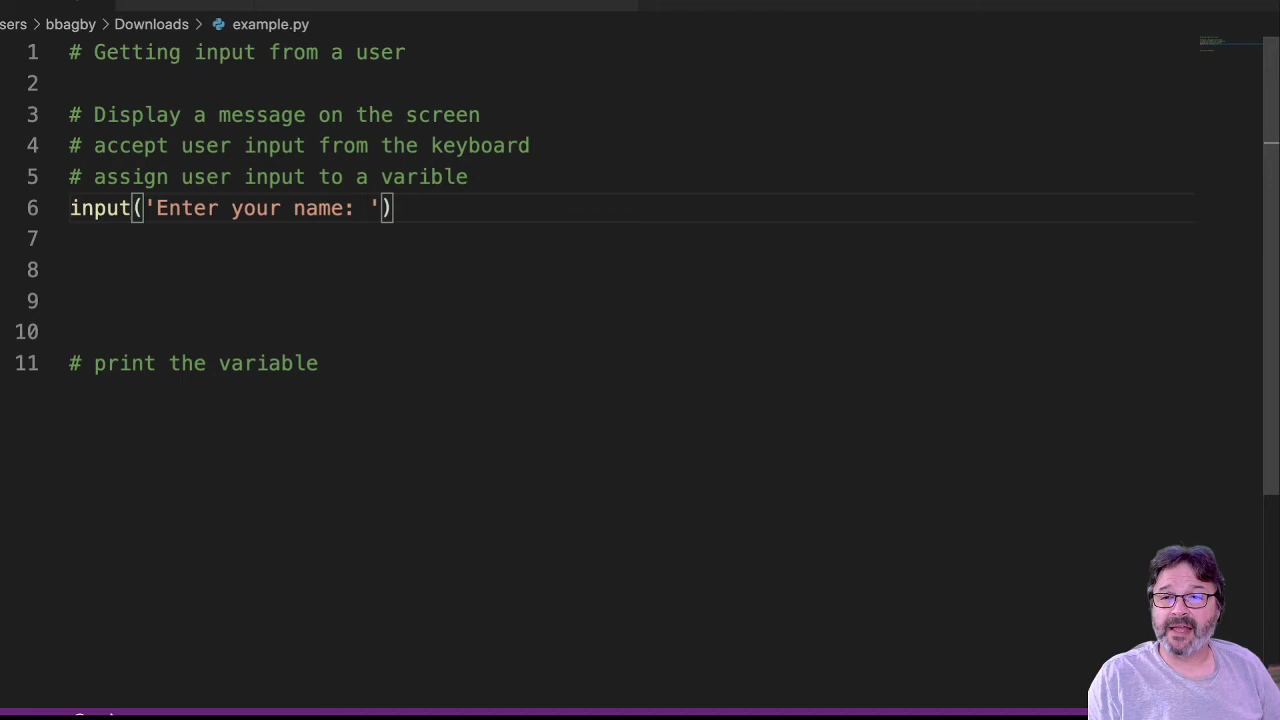 sers > bbagby > Downloads > example.py
1 # Getting input from a user
2
3 # Display a message on the screen
4 # accept user input from the keyboard
5 # assign user input to a varible
6 input('Enter your name: ')
7
8
9
10
11 # print the variable